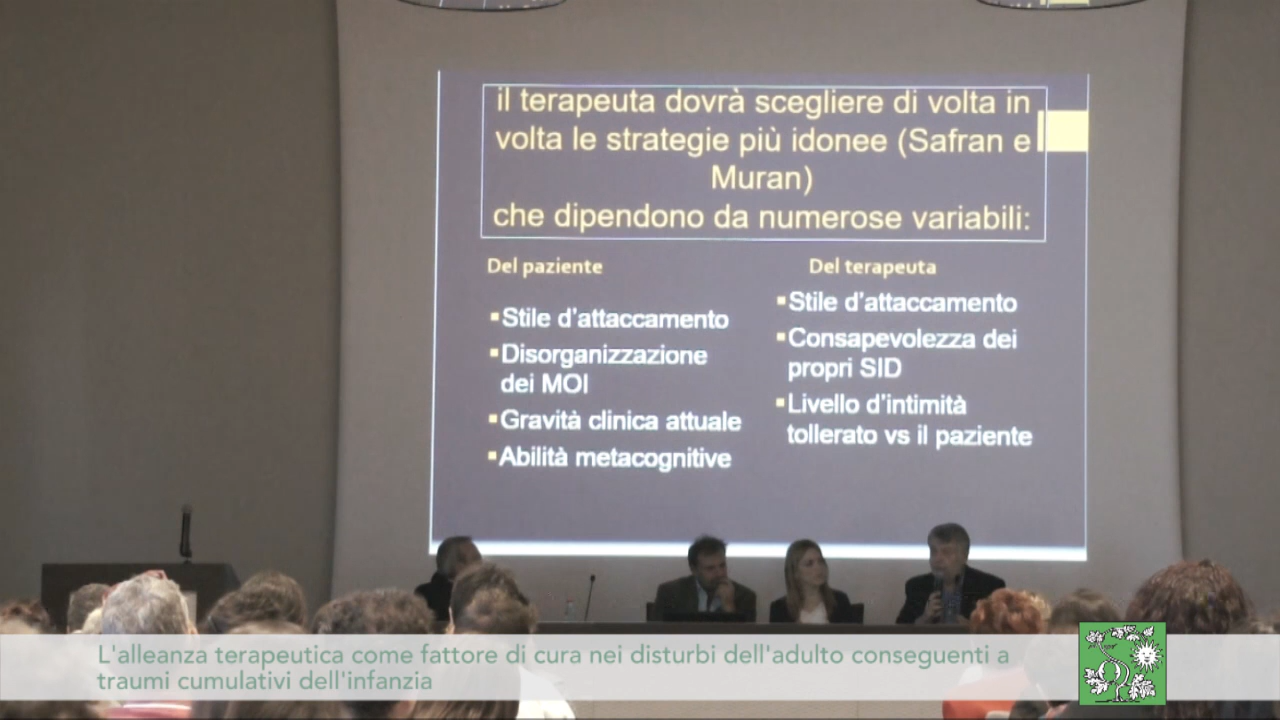 il terapeuta dovrà scegliere di volta in
volta le strategie più idonee (Safran e
Muran)
che dipendono da numerose variabili:
Del paziente
▪Stile d'attaccamento
▪Disorganizzazione
dei MOI
▪Gravità clinica attuale
▪Abilità metacognitive
Del terapeuta
▪Stile d'attaccamento
▪Consapevolezza dei
propri SID
▪Livello d'intimità
tollerato vs il paziente
L'alleanza terapeutica come fattore di cura nei disturbi dell'adulto conseguenti a
traumi cumulativi dell'infanzia